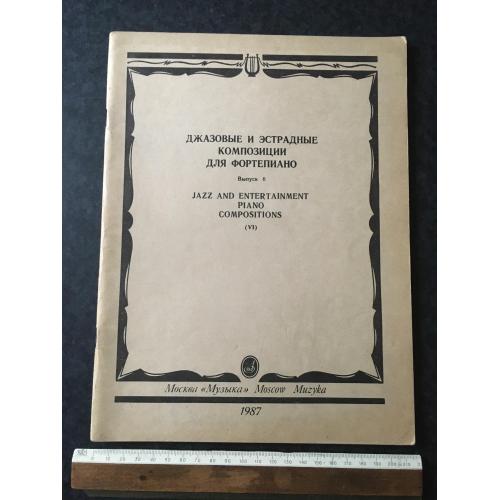 ДЖАЗОВЫЕ И ЭСТРАДНЫЕ
КОМПОЗИЦИИ
ДЛЯ ФОРТЕПИАНО
Выпуск 6
JAZZ AND ENTERTAINMENT
PIANO
COMPOSITIONS
(VI)
Москва «Музыка» Moscow Muzyka
1987